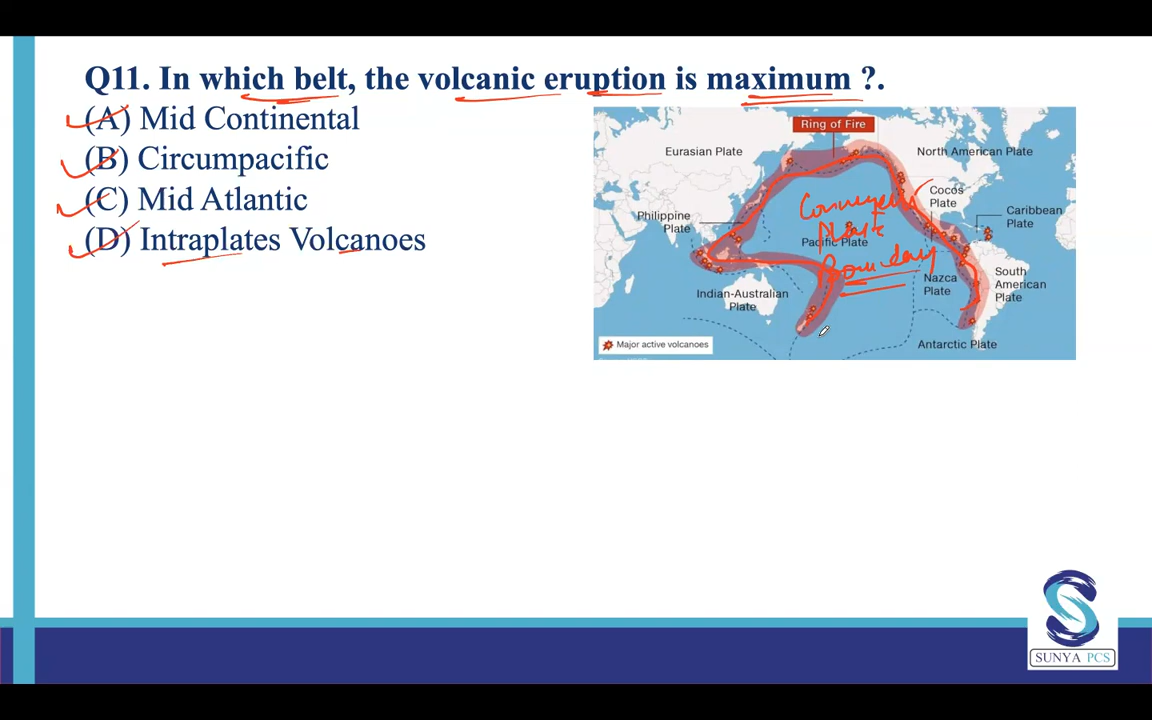 Q11. In which belt, the volcanic eruption is maximum ?.
(A) Mid Continental
(B) Circumpacific
(C) Mid Atlantic
(D) Intraplates Volcanoes
Ring of Fire
Eurasian Plate
North American Plate
Cocos
Plate
Caribbean
Plate
Philippine
Plate
Pacific Plate
Plate
Boundary
Indian-Australian
Plate
Nazca
Plate
South
American
Plate
Major active volcanoes
Antarctic Plate
SUNYA PCS